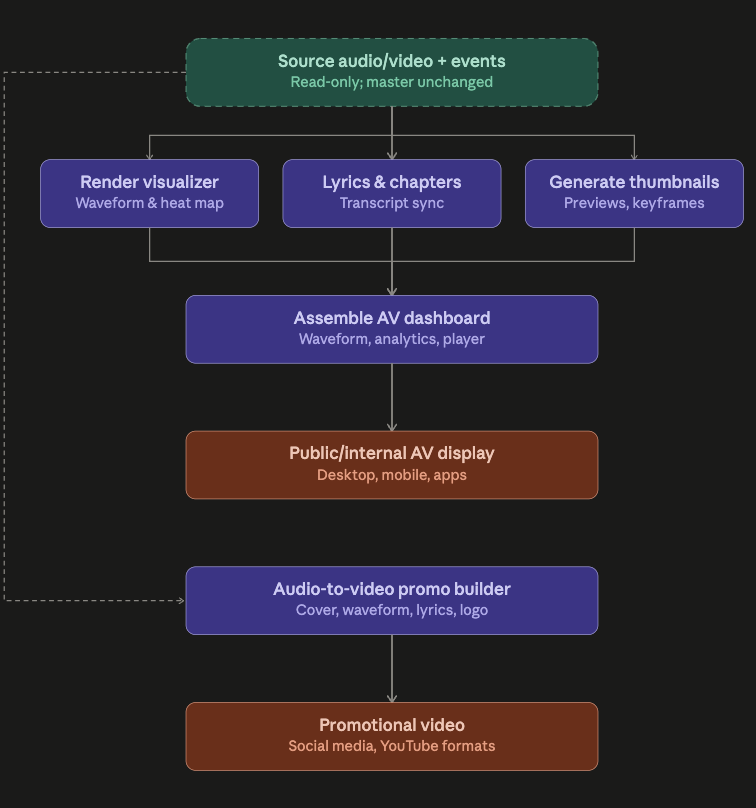 Source audio/video + events
Read-only; master unchanged
Render visualizer
Waveform & heat map
Lyrics & chapters
Transcript sync
Generate thumbnails
Previews, keyframes
Assemble AV dashboard
Waveform, analytics, player
Public/internal AV display
Desktop, mobile, apps
Audio-to-video promo builder
Cover, waveform, lyrics, logo
Promotional video
Social media, YouTube formats